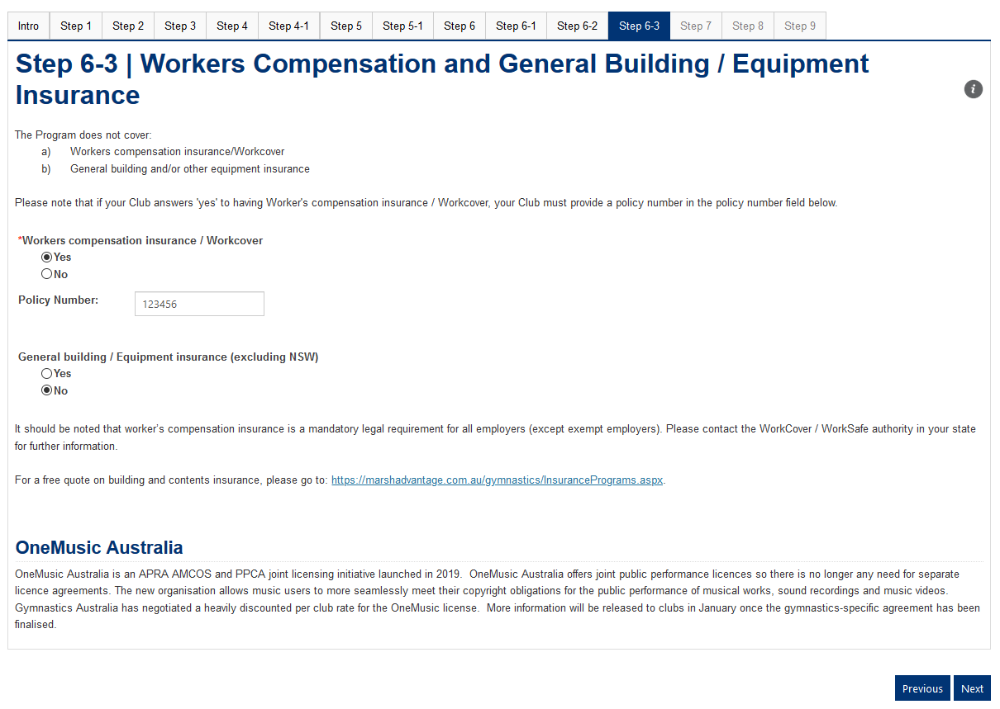 Intro Step 1 Step 2 Step 3 Step 4 Step 4-1 Step 5 Step 5-1 Step 6 Step 6-1 Step 6-2 Step 6-3 Step 7 Step 8 Step 9
Step 6-3 | Workers Compensation and General Building / Equipment
Insurance
i
The Program does not cover:
a) Workers compensation insurance/Workcover
b) General building and/or other equipment insurance
Please note that if your Club answers 'yes' to having Worker's compensation insurance / Workcover, your Club must provide a policy number in the policy number field below.
*Workers compensation insurance / Workcover
Yes
No
Policy Number: 123456
General building / Equipment insurance (excluding NSW)
Yes
No
It should be noted that worker’s compensation insurance is a mandatory legal requirement for all employers (except exempt employers). Please contact the WorkCover / WorkSafe authority in your state
for further information.
For a free quote on building and contents insurance, please go to: https://marshadvantage.com.au/gymnastics/InsurancePrograms.aspx.
OneMusic Australia
OneMusic Australia is an APRA AMCOS and PPCA joint licensing initiative launched in 2019.  OneMusic Australia offers joint public performance licences so there is no longer any need for separate
licence agreements. The new organisation allows music users to more seamlessly meet their copyright obligations for the public performance of musical works, sound recordings and music videos.
Gymnastics Australia has negotiated a heavily discounted per club rate for the OneMusic license.  More information will be released to clubs in January once the gymnastics-specific agreement has been
finalised.
Previous Next